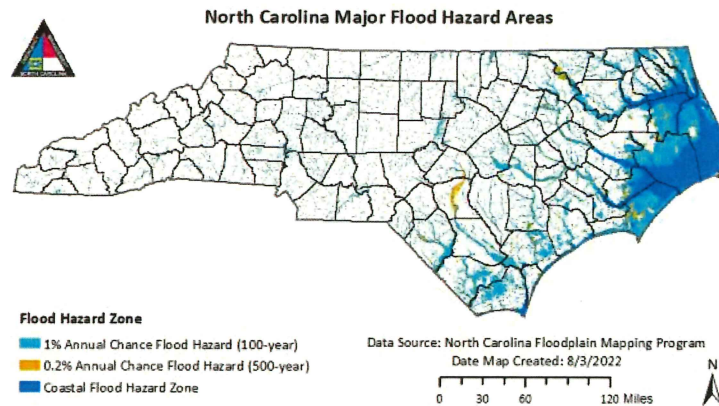 North Carolina Major Flood Hazard Areas
NORTH CAROLINA
Flood Hazard Zone
1% Annual Chance Flood Hazard (100-year)
0.2% Annual Chance Flood Hazard (500-year)
Coastal Flood Hazard Zone
Data Source: North Carolina Floodplain Mapping Program
Date Map Created: 8/3/2022
N
0 30 60 120 Miles